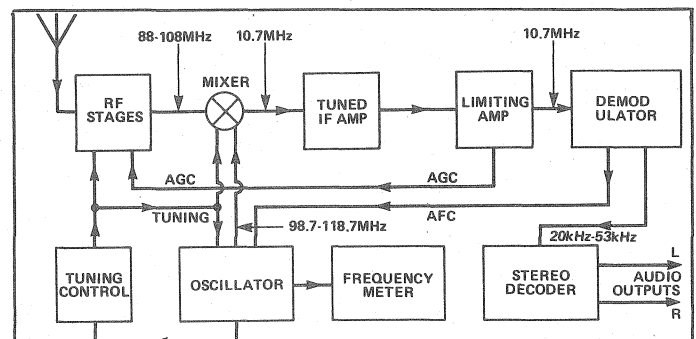 88-108MHz
10.7MHz
10.7MHz
MIXER
RF
STAGES
TUNED
IF AMP
LIMITING
AMP
DEMOD
ULATOR
AGC
AGC
TUNING
AFC
98.7-118.7MHz
20kHz-53kHz
TUNING
CONTROL
OSCILLATOR
FREQUENCY
METER
STEREO
DECODER
L
AUDIO
OUTPUTS
R